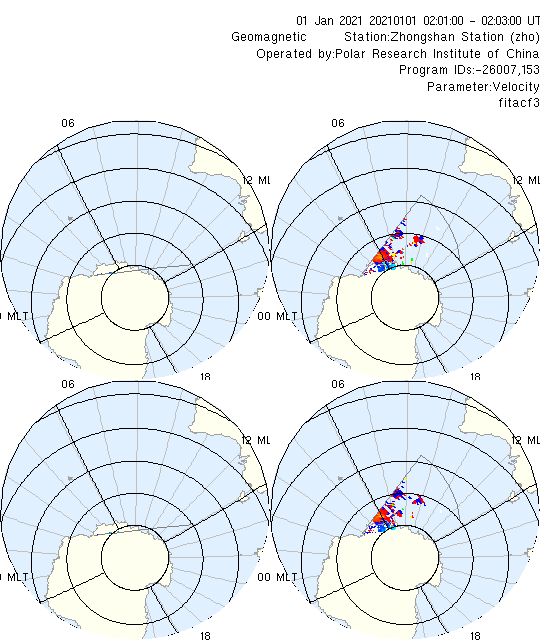 01 Jan 2021 20210101 02:01:00 - 02:03:00 UT
Geomagnetic Station:Zhongshan Station (zho)
Operated by:Polar Research Institute of China
Program IDs:-26007,153
Parameter:Velocity
fitacf3
06 06
12 ML 12 ML
0 MLT 00 MLT
18 18
06 06
12 ML 12 ML
0 MLT 00 MLT
18 18